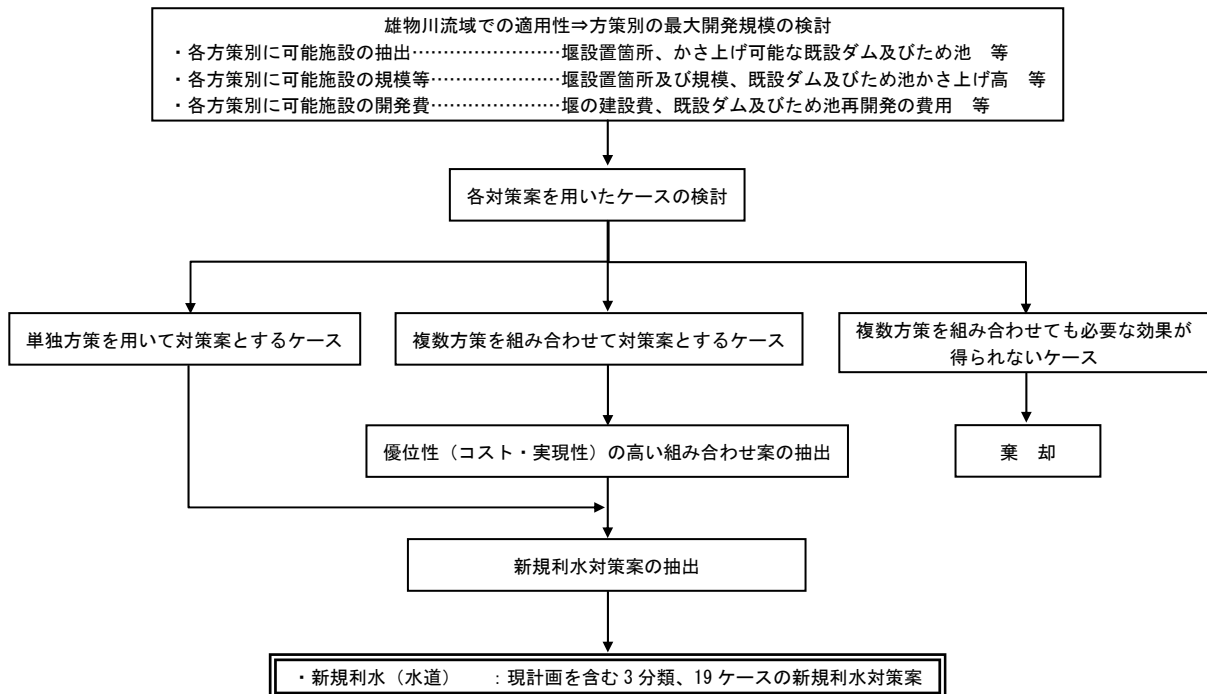 雄物川流域での適用性⇒方策別の最大開発規模の検討
・各方策別に可能施設の抽出……………………堰設置箇所、かさ上げ可能な既設ダム及びため池　等
・各方策別に可能施設の規模等…………………堰設置箇所及び規模、既設ダム及びため池かさ上げ高　等
・各方策別に可能施設の開発費…………………堰の建設費、既設ダム及びため池再開発の費用　等
各対策案を用いたケースの検討
単独方策を用いて対策案とするケース
複数方策を組み合わせて対策案とするケース
複数方策を組み合わせても必要な効果が
得られないケース
優位性（コスト・実現性）の高い組み合わせ案の抽出
棄　却
新規利水対策案の抽出
・新規利水（水道）　　：現計画を含む3分類、19ケースの新規利水対策案